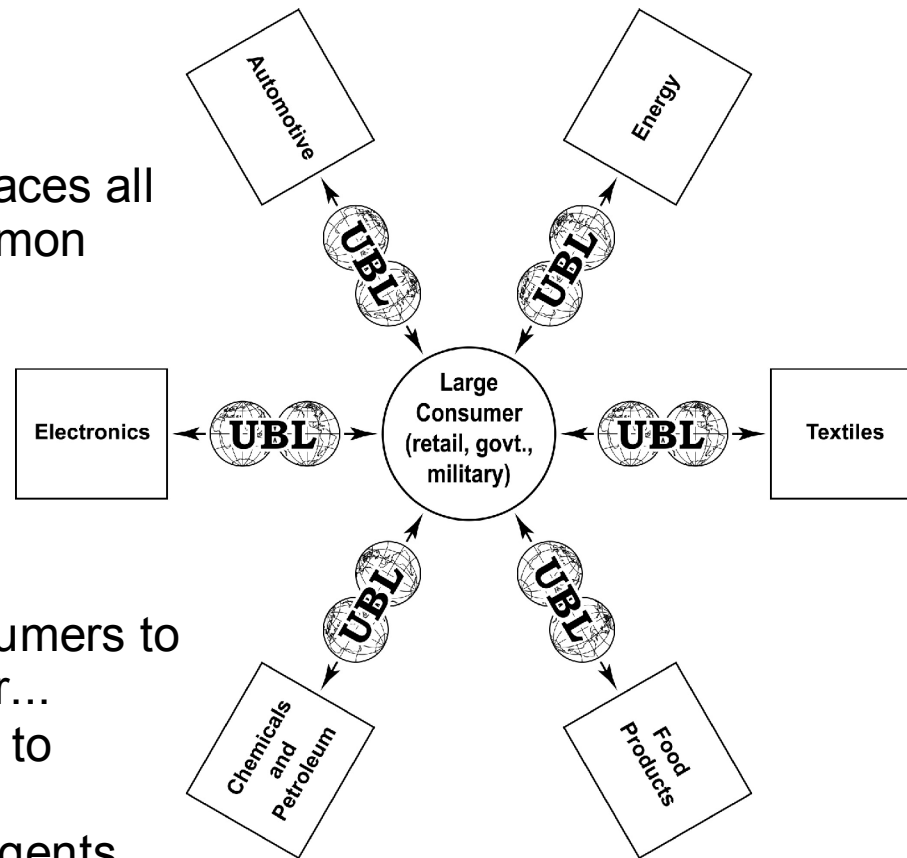 Automotive
Energy
aces all
mon
UBL
UBL
Electronics
UBL
Large
Consumer
(retail, govt.,
military)
UBL
Textiles
UBL
UBL
umers to
r...
to
Chemicals
and
Petroleum
Food
Products
gents